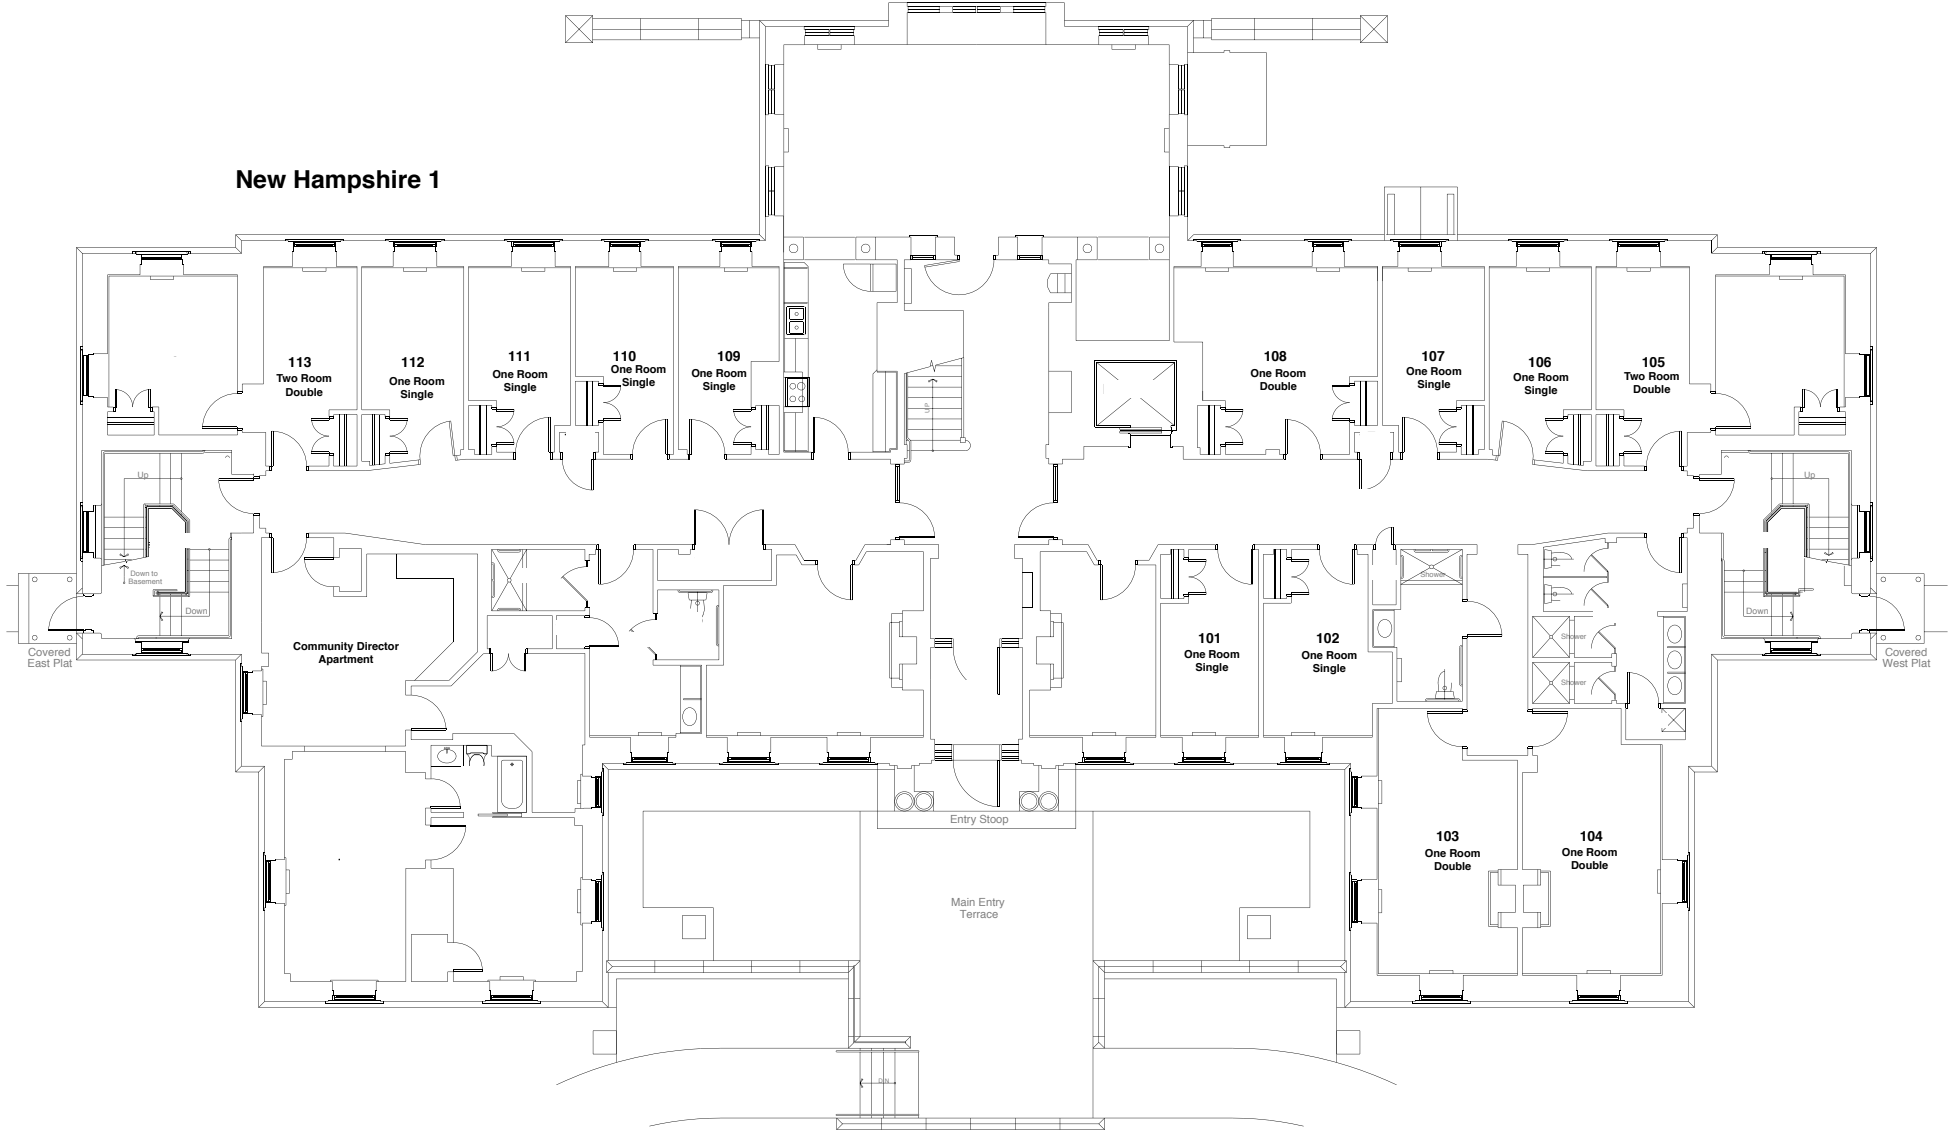 New Hampshire 1
113
Two Room
Double
112
One Room
Single
111
One Room
Single
110
One Room
Single
109
One Room
Single
108
One Room
Double
107
One Room
Single
106
One Room
Single
105
Two Room
Double
UP
Up
Down to
Basement
Down
Up
Down
Covered
East Plat
Covered
West Plat
Community Director
Apartment
101
One Room
Single
102
One Room
Single
Shower
Shower
Shower
103
One Room
Double
104
One Room
Double
Entry Stoop
Main Entry
Terrace
DN